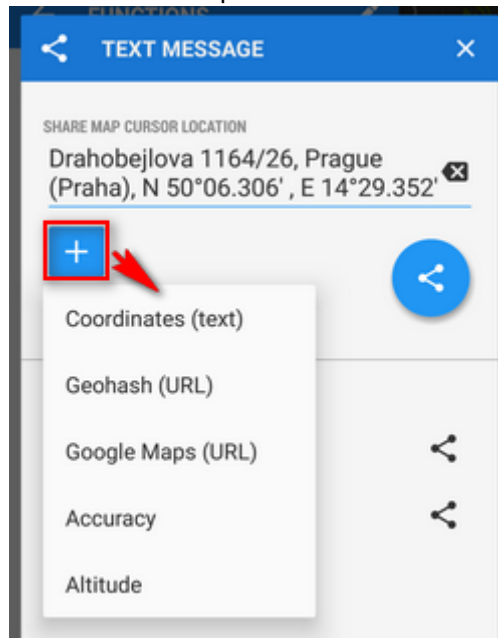 FUNCTIONS
TEXT MESSAGE
SHARE MAP CURSOR LOCATION
Drahobejlova 1164/26, Prague
(Praha), N 50°06.306' , E 14°29.352'
Coordinates (text)
Geohash (URL)
Google Maps (URL)
Accuracy
Altitude